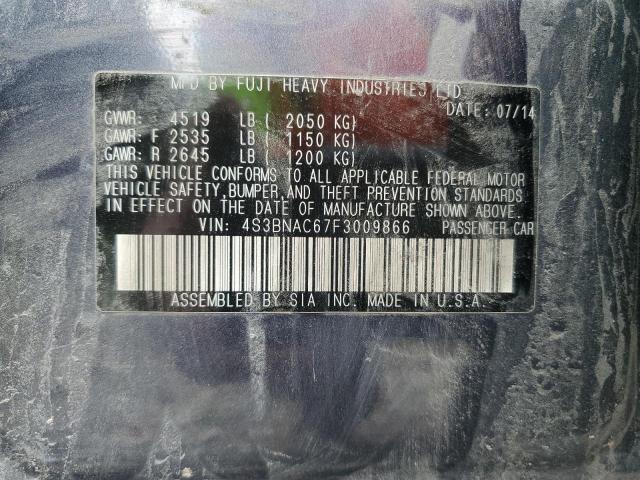 MFD BY FUJI HEAVY INDUSTRIES LTD.
DATE: 07/14
GVWR: 4519 LB ( 2050 KG)
GAWR: F 2535 LB ( 1150 KG)
GAWR: R 2645 LB ( 1200 KG)
THIS VEHICLE CONFORMS TO ALL APPLICABLE FEDERAL MOTOR
VEHICLE SAFETY, BUMPER, AND THEFT PREVENTION STANDARDS
IN EFFECT ON THE DATE OF MANUFACTURE SHOWN ABOVE.
VIN: 4S3BNAC67F3009866 PASSENGER CAR
ASSEMBLED BY SIA INC. MADE IN U.S.A.